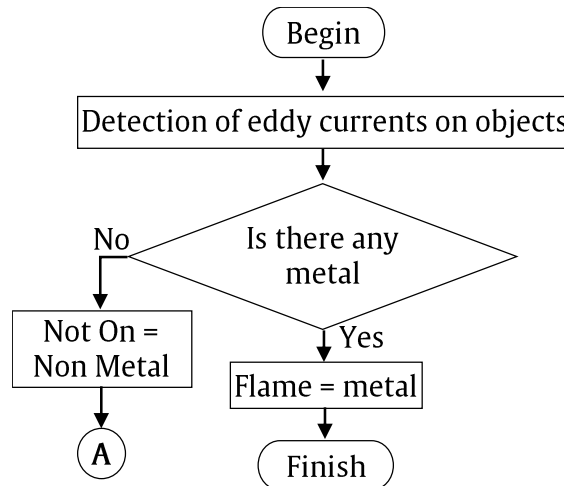 Begin
Detection of eddy currents on objects
Is there any
metal
No
Yes
Not On =
Non Metal
Flame = metal
A
Finish